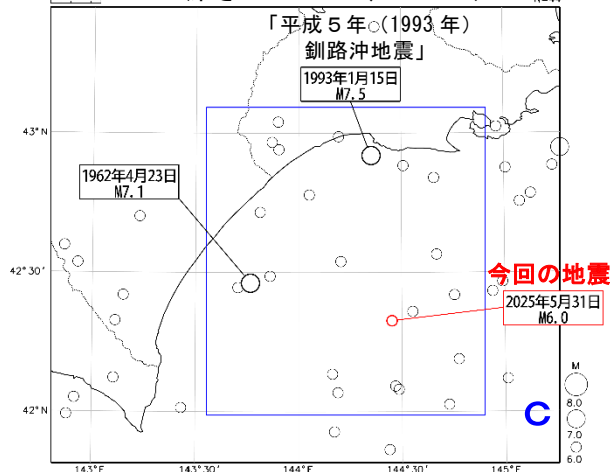 「平成５年（1993 年）
釧路沖地震」
1993年1月15日
M7.5
43°N
1962年4月23日
M7.1
42°30′
今回の地震
2025年5月31日
M6.0
M
8.0
7.0
6.0
42°N
C
143°E
143°30′
144°E
144°30′
145°E